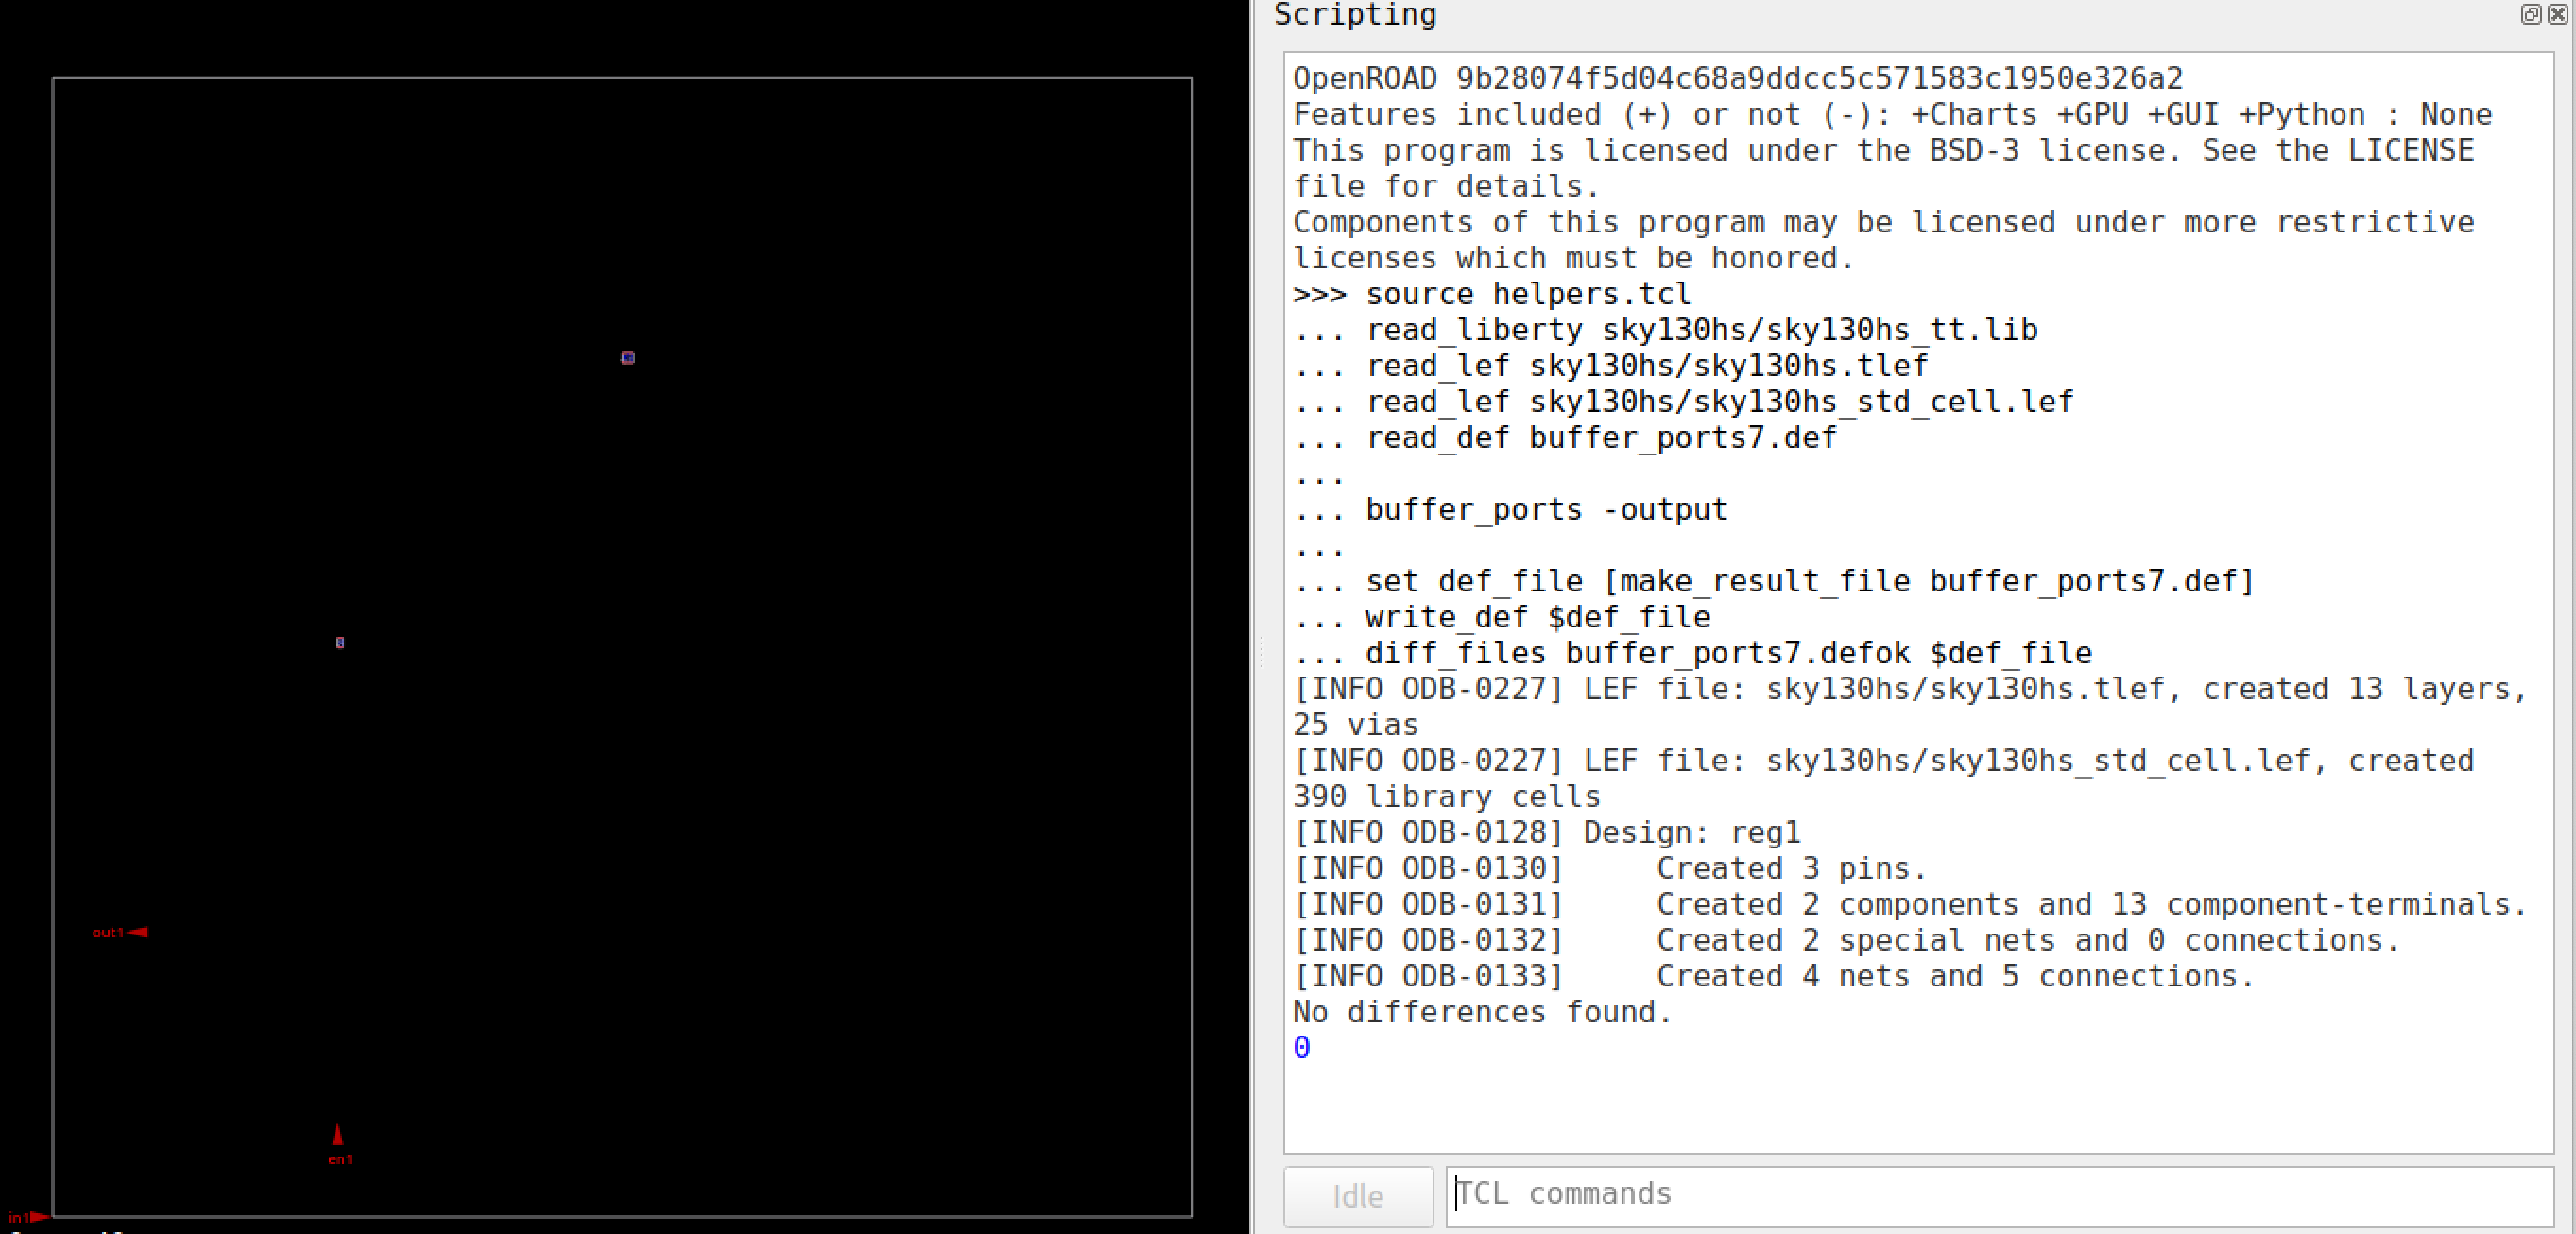 Scripting
OpenROAD 9b28074f5d04c68a9ddcc5c571583c1950e326a2
Features included (+) or not (-): +Charts +GPU +GUI +Python : None
This program is licensed under the BSD-3 license. See the LICENSE
file for details.
Components of this program may be licensed under more restrictive
licenses which must be honored.
>>> source helpers.tcl
... read_liberty sky130hs/sky130hs_tt.lib
... read_lef sky130hs/sky130hs.tlef
... read_lef sky130hs/sky130hs_std_cell.lef
... read_def buffer_ports7.def
...
... buffer_ports -output
...
... set def_file [make_result_file buffer_ports7.def]
... write_def $def_file
... diff_files buffer_ports7.defok $def_file
[INFO ODB-0227] LEF file: sky130hs/sky130hs.tlef, created 13 layers,
25 vias
[INFO ODB-0227] LEF file: sky130hs/sky130hs_std_cell.lef, created
390 library cells
[INFO ODB-0128] Design: reg1
[INFO ODB-0130]     Created 3 pins.
[INFO ODB-0131]     Created 2 components and 13 component-terminals.
[INFO ODB-0132]     Created 2 special nets and 0 connections.
[INFO ODB-0133]     Created 4 nets and 5 connections.
No differences found.
0
Idle
TCL commands
out1
en1
in1